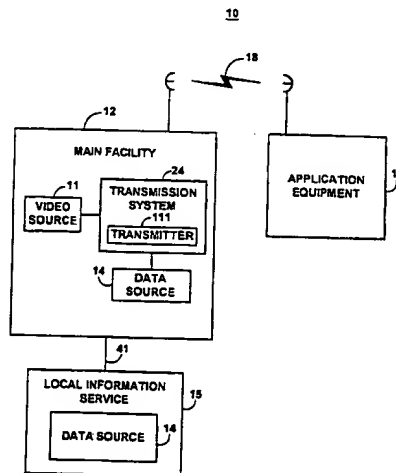 10
18
12
MAIN FACILITY
24
11
TRANSMISSION
SYSTEM
VIDEO
SOURCE
111
TRANSMITTER
APPLICATION
EQUIPMENT
14
DATA
SOURCE
41
LOCAL INFORMATION
SERVICE
15
14
DATA SOURCE